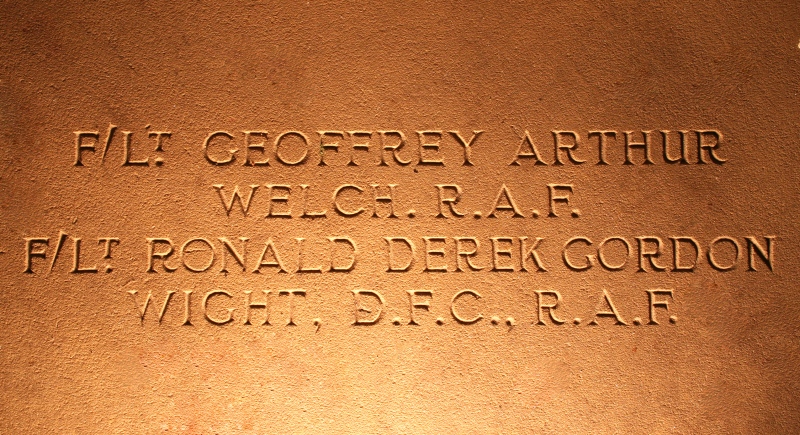 F/LT. GEOFFREY ARTHUR
WELCH. R.A.F.
F/LT. RONALD DEREK GORDON
WIGHT, D.F.C., R.A.F.